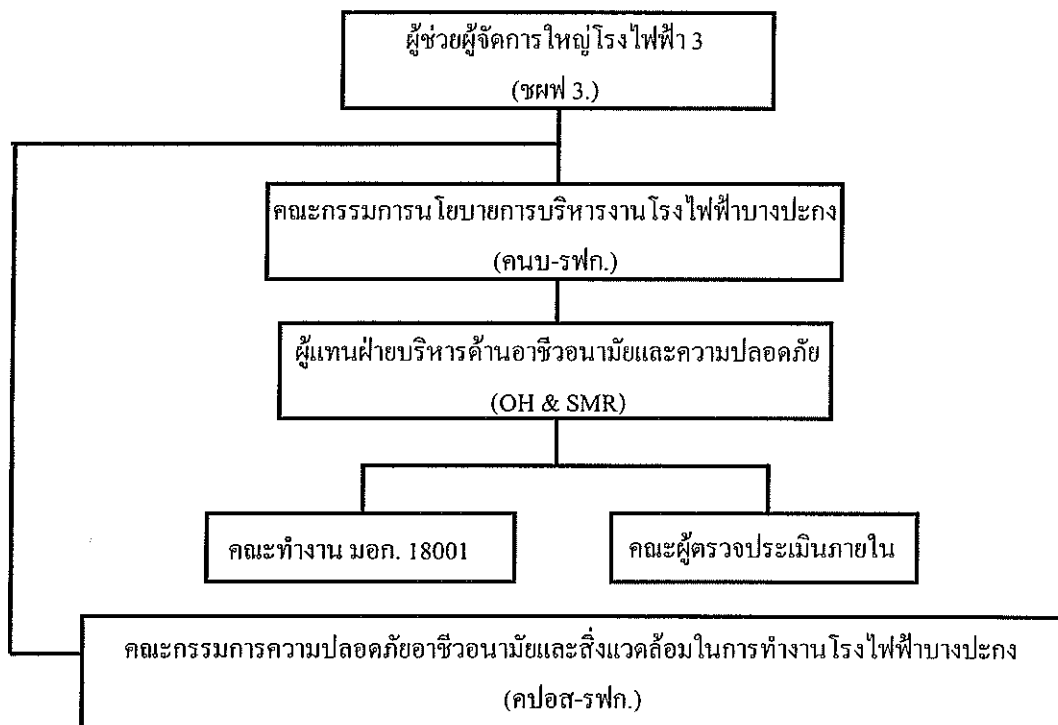 ผู้ช่วยผู้จัดการใหญ่โรงไฟฟ้า 3
(ชผฟ 3.)
คณะกรรมการนโยบายการบริหารงานโรงไฟฟ้าบางปะกง
(คนบ-รฟก.)
ผู้แทนฝ่ายบริหารด้านอาชีวอนามัยและความปลอดภัย
(OH & SMR)
คณะทำงาน มอก. 18001
คณะผู้ตรวจประเมินภายใน
คณะกรรมการความปลอดภัยอาชีวอนามัยและสิ่งแวดล้อมในการทำงานโรงไฟฟ้าบางปะกง
(คปอส-รฟก.)